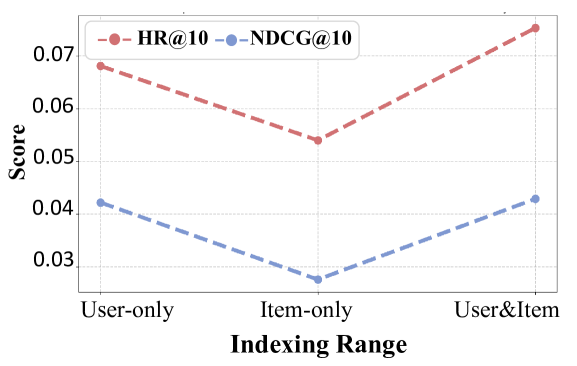 HR@10 NDCG@10
0.07
0.06
0.05
0.04
0.03
Score
User-only Item-only User&Item
Indexing Range